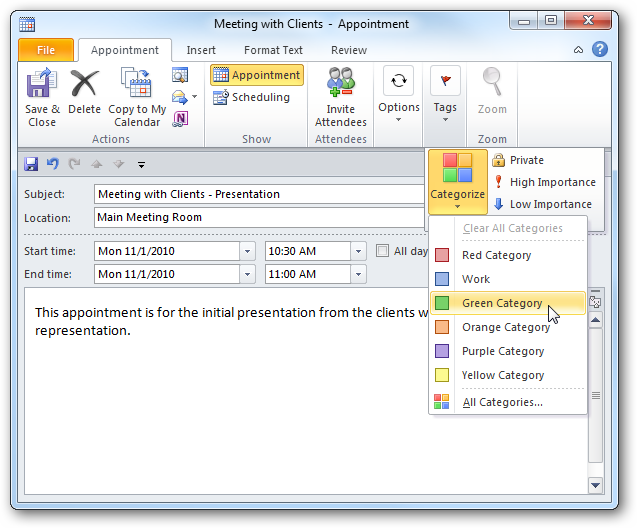 Meeting with Clients - Appointment
File Appointment Insert Format Text Review
Save & Close
Delete
Copy to My Calendar
Actions
Appointment
Scheduling
Show
Invite Attendees
Attendees
Options
Tags
Zoom
Zoom
Categorize
Private
High Importance
Low Importance
Subject: Meeting with Clients - Presentation
Location: Main Meeting Room
Start time: Mon 11/1/2010 10:30 AM All day
End time: Mon 11/1/2010 11:00 AM
This appointment is for the initial presentation from the clients w
representation.
Clear All Categories
Red Category
Work
Green Category
Orange Category
Purple Category
Yellow Category
All Categories...